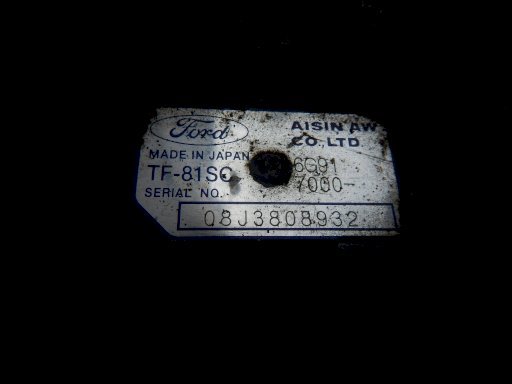 Ford
AISIN AW
CO.,LTD.
MADE IN JAPAN
TF-81SC
6G91
7000-
SERIAL NO.
08J3808932